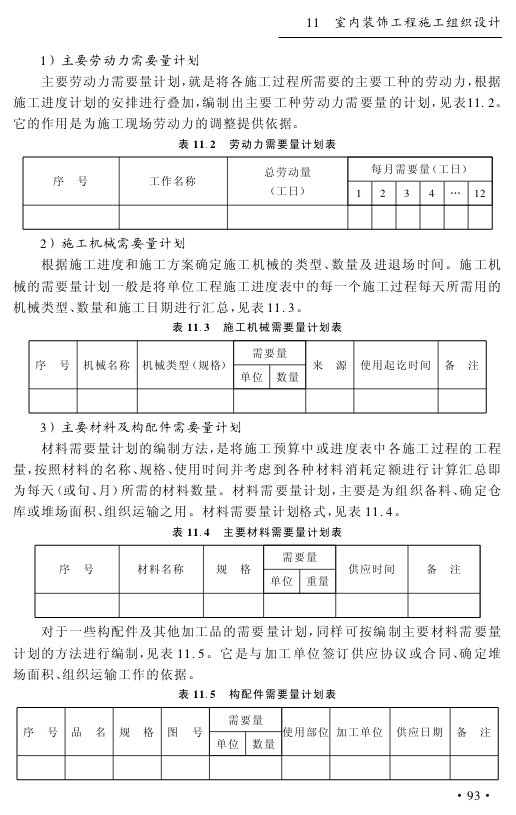 11 室内装饰工程施工组织设计
1）主要劳动力需要量计划
主要劳动力需要量计划,就是将各施工过程所需要的主要工种的劳动力,根据
施工进度计划的安排进行叠加,编制出主要工种劳动力需要量的计划,见表11.2。
它的作用是为施工现场劳动力的调整提供依据。
表 11.2 劳动力需要量计划表
序 号 工作名称 总劳动量（工日） 每月需要量（工日）
1 2 3 4 … 12
2）施工机械需要量计划
根据施工进度和施工方案确定施工机械的类型、数量及进退场时间。施工机
械的需要量计划一般是将单位工程施工进度表中的每一个施工过程每天所需用的
机械类型、数量和施工日期进行汇总,见表 11.3。
表 11.3 施工机械需要量计划表
序 号 机械名称 机械类型（规格） 需要量 来 源 使用起讫时间 备 注
单位 数量
3）主要材料及构配件需要量计划
材料需要量计划的编制方法,是将施工预算中或进度表中各施工过程的工程
量,按照材料的名称、规格、使用时间并考虑到各种材料消耗定额进行计算汇总即
为每天（或旬、月）所需的材料数量。材料需要量计划,主要是为组织备料、确定仓
库或堆场面积、组织运输之用。材料需要量计划格式,见表 11.4。
表 11.4 主要材料需要量计划表
序 号 材料名称 规 格 需要量 供应时间 备 注
单位 重量
对于一些构配件及其他加工品的需要量计划,同样可按编制主要材料需要量
计划的方法进行编制,见表 11.5。它是与加工单位签订供应协议或合同、确定堆
场面积、组织运输工作的依据。
表 11.5 构配件需要量计划表
序 号 品 名 规 格 图 号 需要量 使用部位 加工单位 供应日期 备 注
单位 数量
·93·